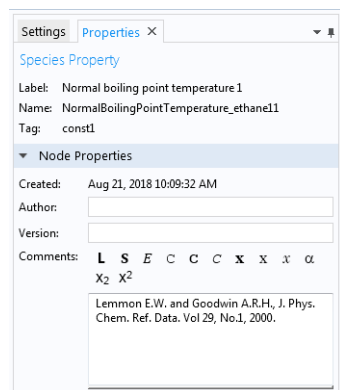 Settings Properties ×
Species Property
Label: Normal boiling point temperature 1
Name: NormalBoilingPointTemperature_ethane11
Tag: const1
Node Properties
Created: Aug 21, 2018 10:09:32 AM
Author:
Version:
Comments: L S E C C C x x x α
x₂ x²
Lemmon E.W. and Goodwin A.R.H., J. Phys.
Chem. Ref. Data. Vol 29, No.1, 2000.